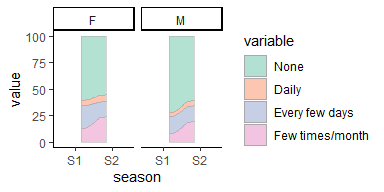 F M
100
75
50
25
0
value
S1 S2 S1 S2
season
variable
None
Daily
Every few days
Few times/month